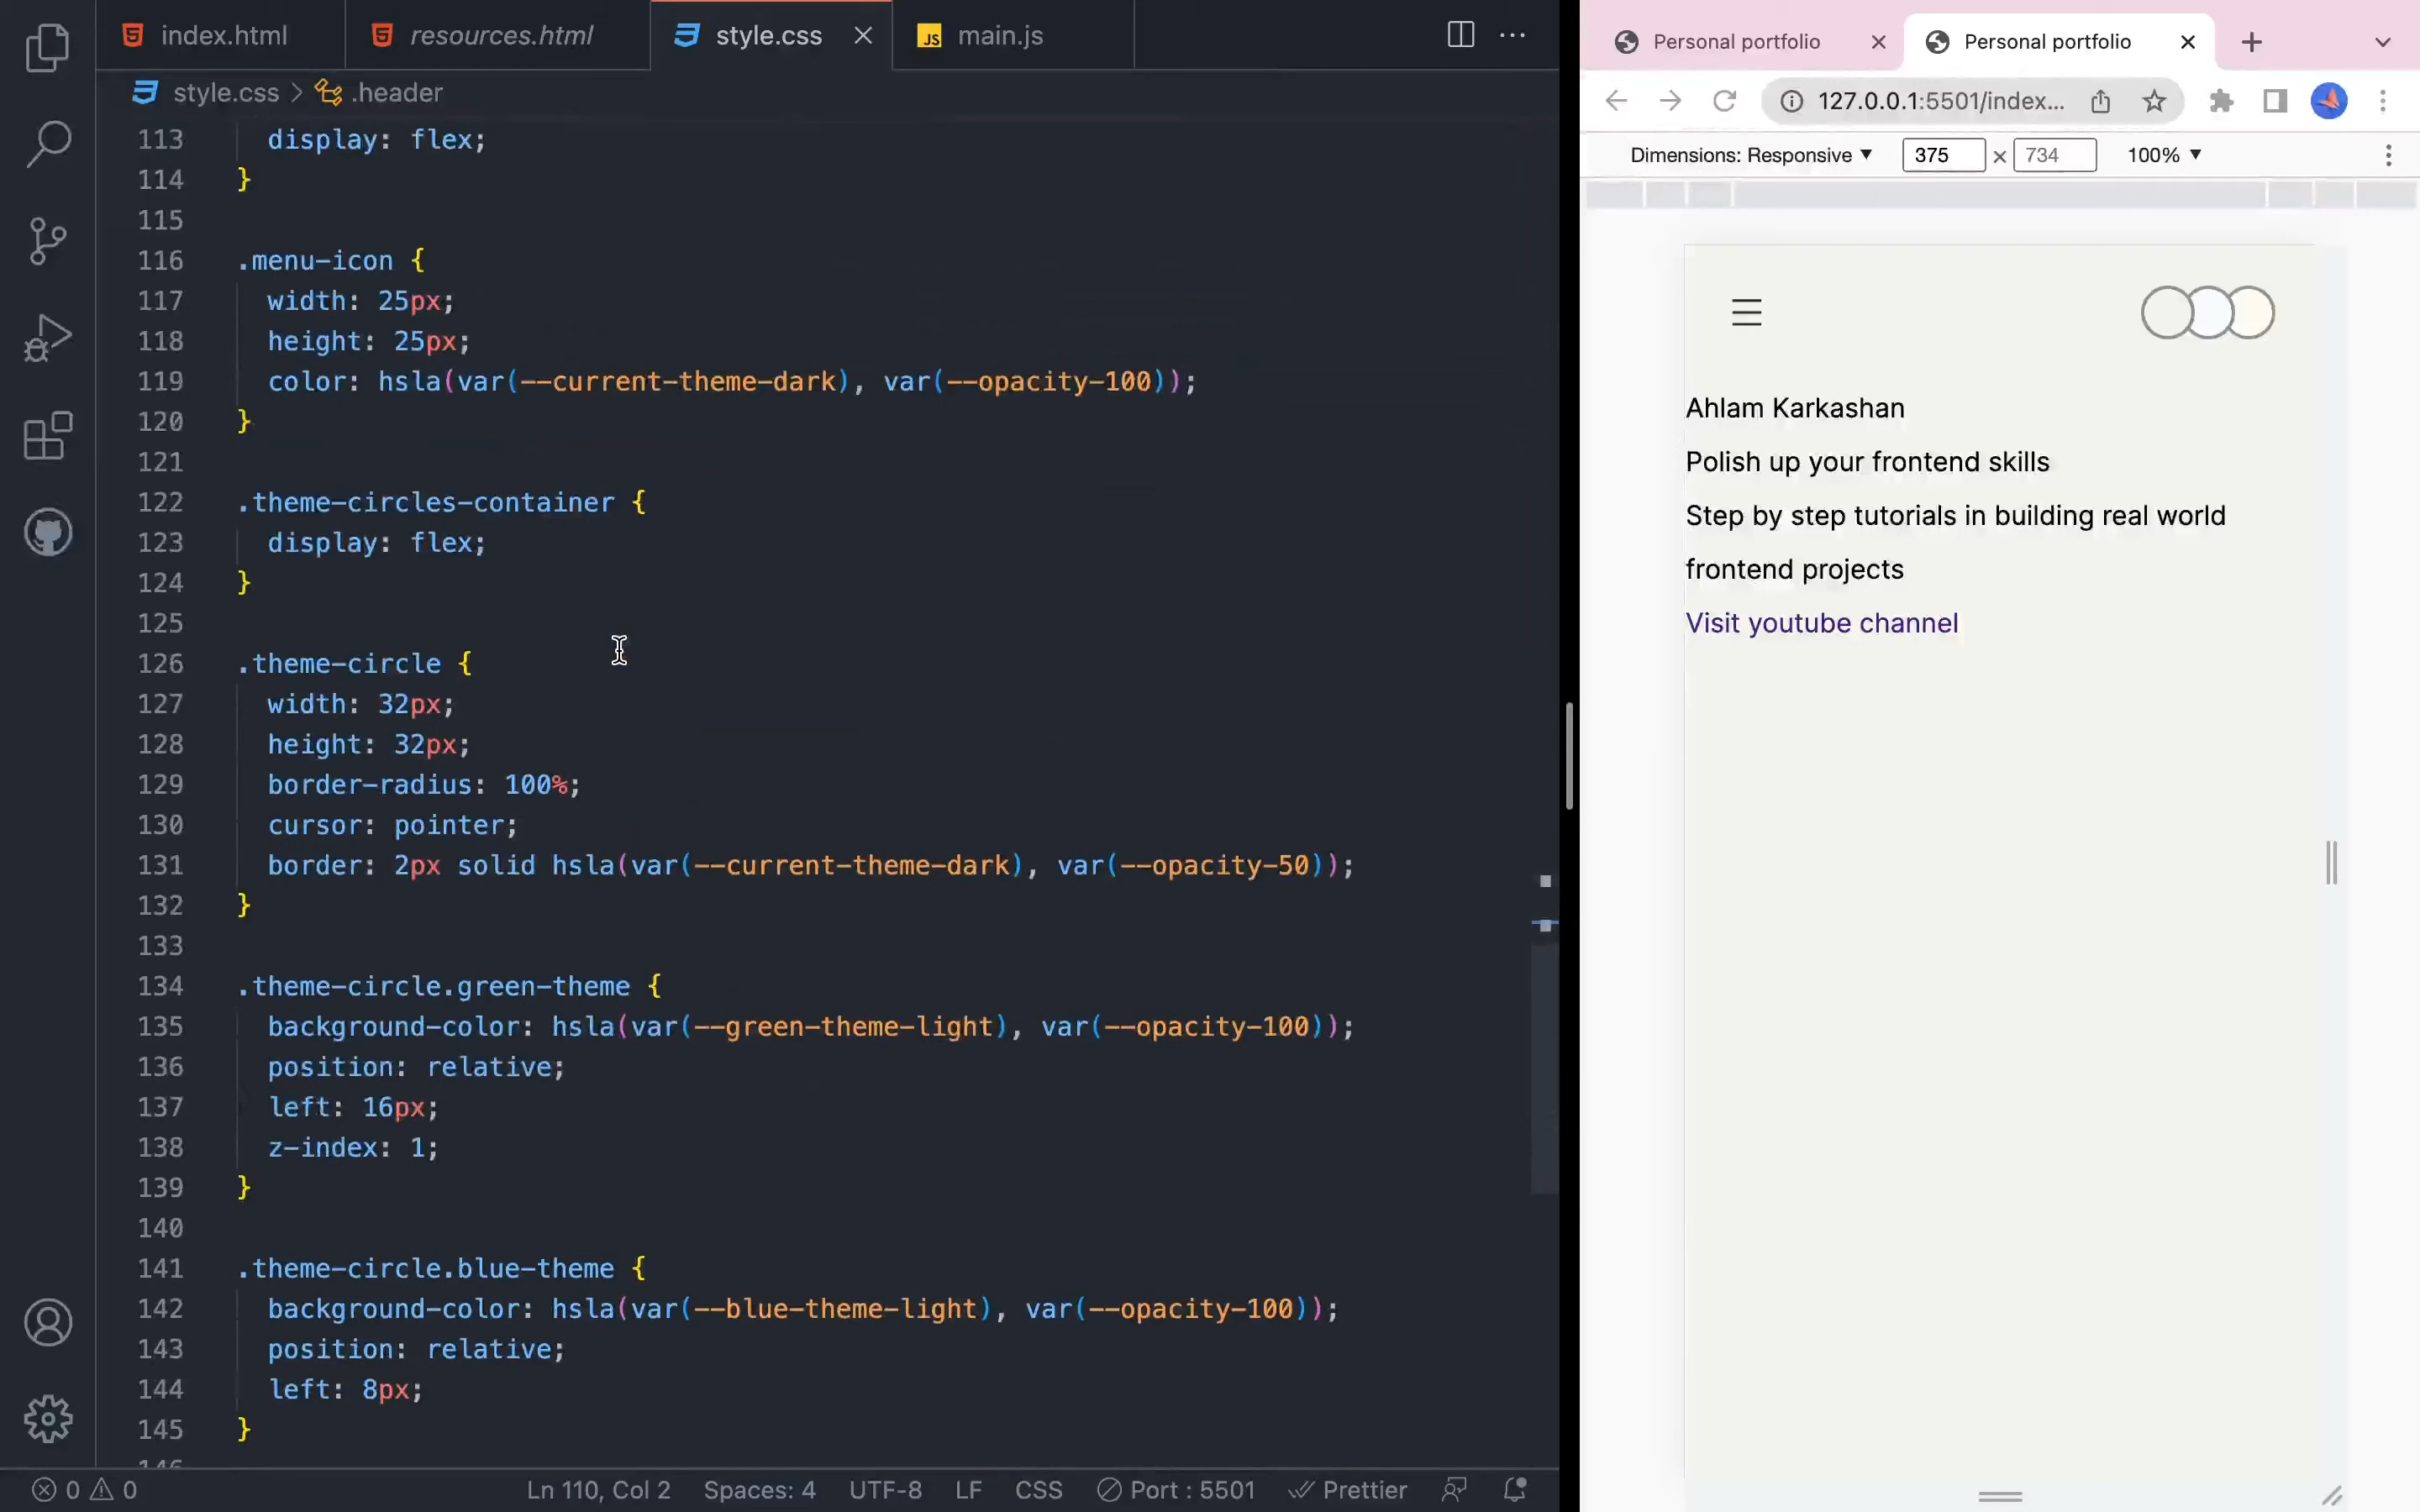 index.html
resources.html
style.css
JS main.js
style.css > .header
113 display: flex;
114 }
115
116 .menu-icon {
117 width: 25px;
118 height: 25px;
119 color: hsla(var(--current-theme-dark), var(--opacity-100));
120 }
121
122 .theme-circles-container {
123 display: flex;
124 }
125
126 .theme-circle {
127 width: 32px;
128 height: 32px;
129 border-radius: 100%;
130 cursor: pointer;
131 border: 2px solid hsla(var(--current-theme-dark), var(--opacity-50));
132 }
133
134 .theme-circle.green-theme {
135 background-color: hsla(var(--green-theme-light), var(--opacity-100));
136 position: relative;
137 left: 16px;
138 z-index: 1;
139 }
140
141 .theme-circle.blue-theme {
142 background-color: hsla(var(--blue-theme-light), var(--opacity-100));
143 position: relative;
144 left: 8px;
145 }
146
0 0 Ln 110, Col 2 Spaces: 4 UTF-8 LF CSS Port : 5501 Prettier
Personal portfolio
Personal portfolio
127.0.0.1:5501/index...
Dimensions: Responsive 375 × 734 100%
Ahlam Karkashan
Polish up your frontend skills
Step by step tutorials in building real world
frontend projects
Visit youtube channel